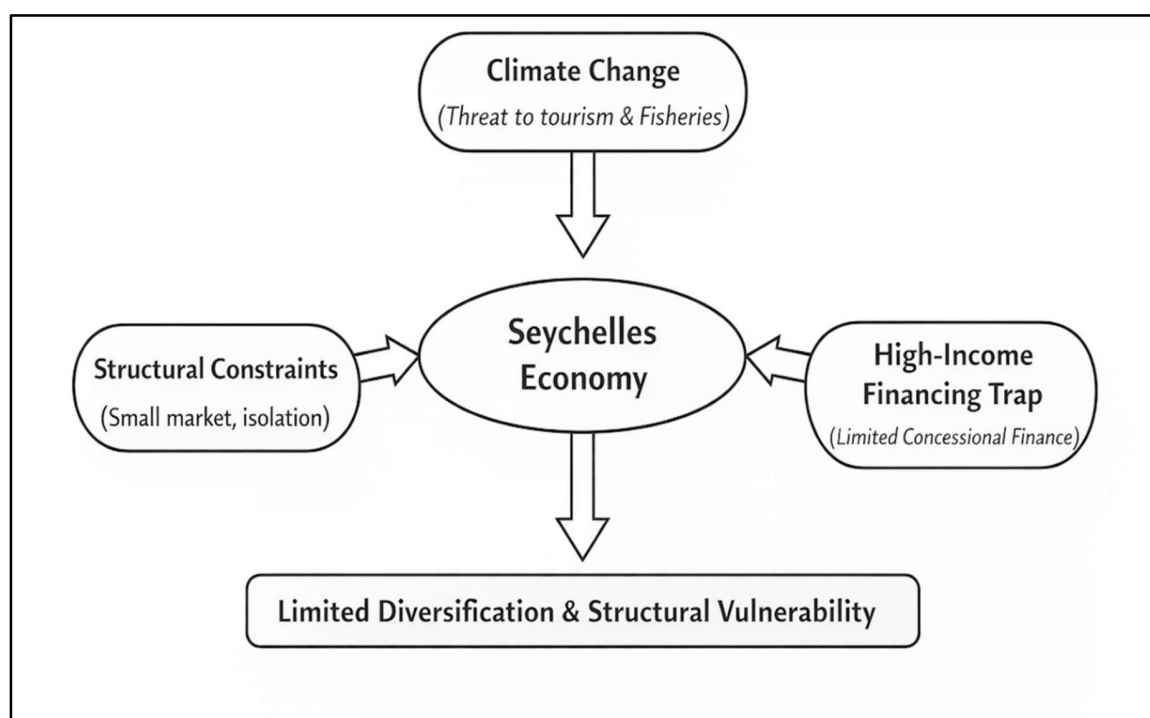 Climate Change
(Threat to tourism & Fisheries)
Structural Constraints
(Small market, isolation)
Seychelles
Economy
High-Income
Financing Trap
(Limited Concessional Finance)
Limited Diversification & Structural Vulnerability